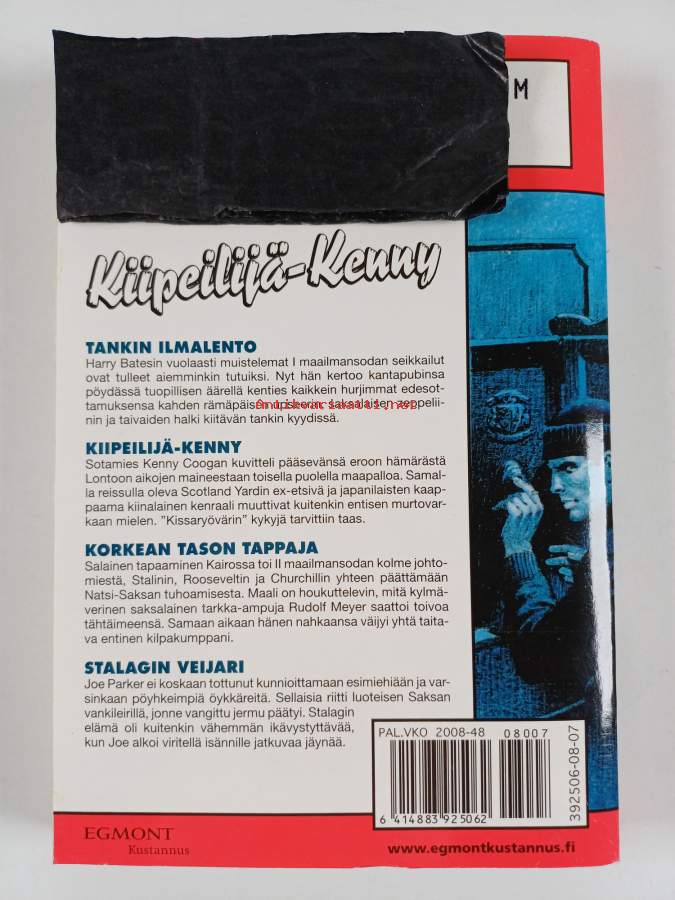 M
Kiipeilijä-Kenny
TANKIN ILMALENTO
Harry Batesin vuolaasti muistelemat I maailmansodan seikkailut
ovat tulleet aiemminkin tutuiksi. Nyt hän kertoo kantapubinsa
pöydässä tuopillisen äärellä kenties kaikkein hurjimmat edesot-
tamuksensa kahden rämäpäisen upseerin, saksalaisen zeppelii-
nin ja taivaiden halki kiitävän tankin kyydissä.
Antikvariaatti.net
KIIPEILIJÄ-KENNY
Sotamies Kenny Coogan kuvitteli pääsevänsä eroon hämärästä
Lontoon aikojen maineestaan toisella puolella maapalloa. Samal-
la reissulla oleva Scotland Yardin ex-etsivä ja japanilaisten kaap-
paama kiinalainen kenraali muuttivat kuitenkin entisen murtovar-
kaan mielen. "Kissaryövärin" kykyjä tarvittiin taas.
KORKEAN TASON TAPPAJA
Salainen tapaaminen Kairossa toi II maailmansodan kolme johto-
miestä, Stalinin, Rooseveltin ja Churchillin yhteen päättämään
Natsi-Saksan tuhoamisesta. Maali on houkuttelevin, mitä kylmä-
verinen saksalainen tarkka-ampuja Rudolf Meyer saattoi toivoa
tähtäimeensä. Samaan aikaan hänen nahkaansa väijyi yhtä taita-
va entinen kilpakumppani.
STALAGIN VEIJARI
Joe Parker ei koskaan tottunut kunnioittamaan esimiehiään ja var-
sinkaan pöyhkeimpiä öykkäreitä. Sellaisia riitti luoteisen Saksan
vankileirillä, jonne vangittu jermu päätyi. Stalagin
elämä oli kuitenkin vähemmän ikävystyttävää,
kun Joe alkoi viritellä isännille jatkuvaa jäynää.
PAL.VKO 2008-48
08007
6 414883 925062
392506-08-07
EGMONT
Kustannus
www.egmontkustannus.fi